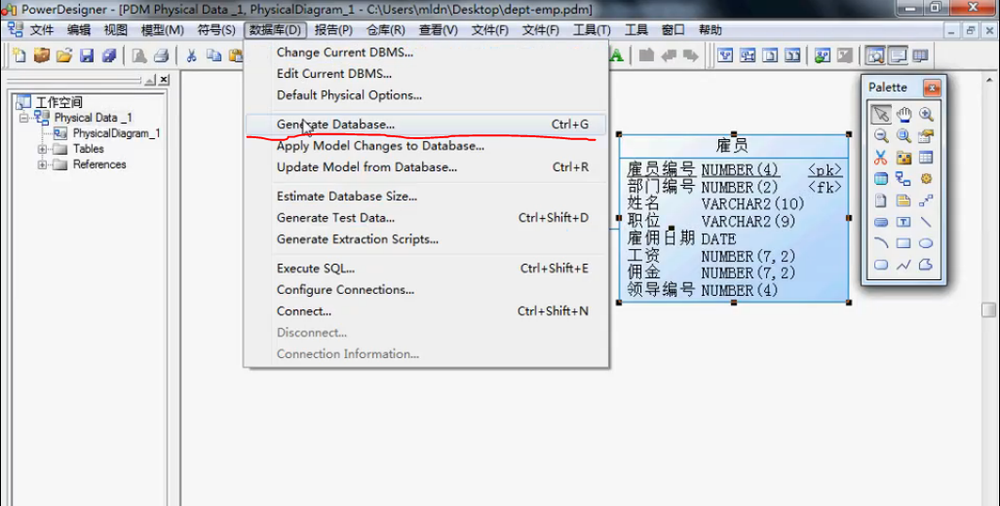 PowerDesigner - [PDM Physical Data _1, PhysicalDiagram_1 - C:\Users\mldn\Desktop\dept-emp.pdm]
文件 编辑 视图 模型(M) 符号(S) 数据库(D) 报告(P) 仓库(R) 查看(V) 文件(F) 文件(F) 工具(T) 工具 窗口 帮助
工作空间
Physical Data _1
PhysicalDiagram_1
Tables
References
Change Current DBMS...
Edit Current DBMS...
Default Physical Options...
Generate Database... Ctrl+G
Apply Model Changes to Database...
Update Model from Database... Ctrl+R
Estimate Database Size...
Generate Test Data... Ctrl+Shift+D
Generate Extraction Scripts...
Execute SQL... Ctrl+Shift+E
Configure Connections...
Connect... Ctrl+Shift+N
Disconnect...
Connection Information...
雇员
雇员编号 NUMBER(4) <pk>
部门编号 NUMBER(2) <fk>
姓名 VARCHAR2(10)
职位 VARCHAR2(9)
雇佣日期 DATE
工资 NUMBER(7,2)
佣金 NUMBER(7,2)
领导编号 NUMBER(4)
Palette